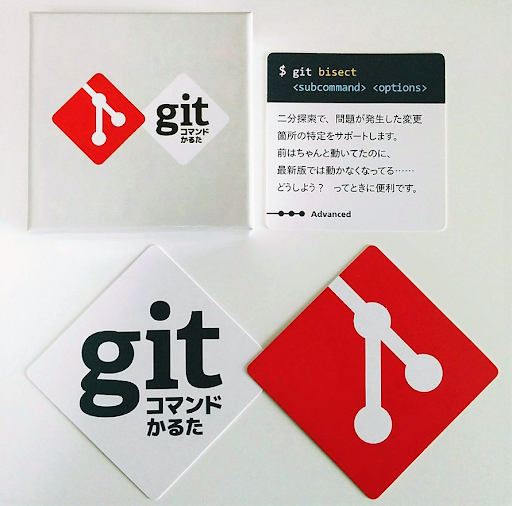 git
コマンド
かるた
$ git bisect
<subcommand> <options>
二分探索で、問題が発生した変更
箇所の特定をサポートします。
前はちゃんと動いてたのに、
最新版では動かなくなってる……
どうしよう？　ってときに便利です。
Advanced
git
コマンド
かるた